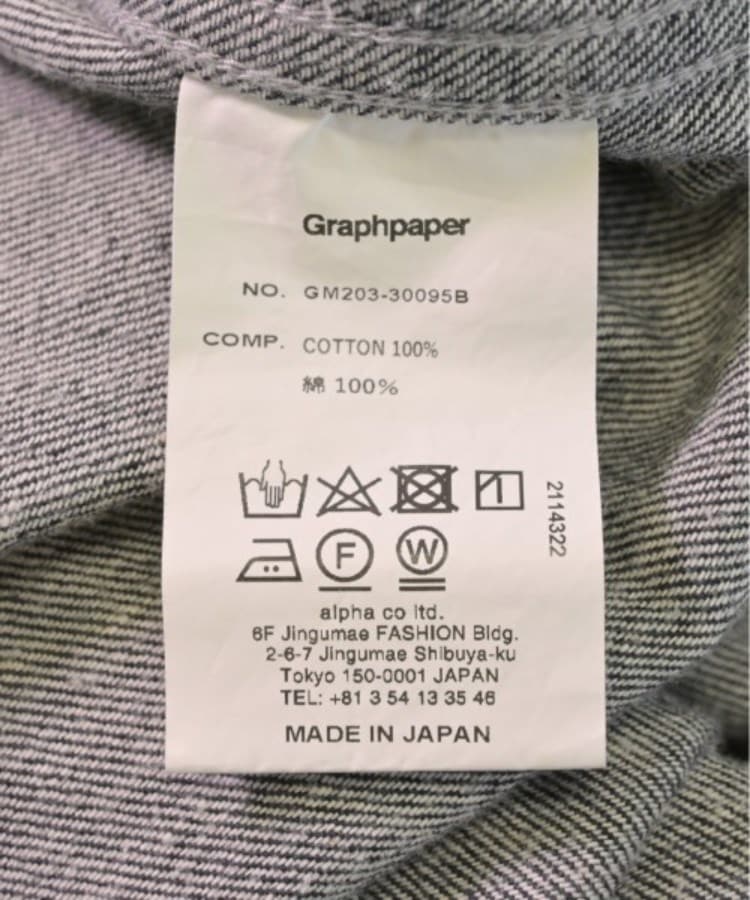 Graphpaper
NO. GM203-30095B
COMP. COTTON 100%
綿 100%
2114322
F
W
alpha co ltd.
6F Jingumae FASHION Bldg.
2-6-7 Jingumae Shibuya-ku
Tokyo 150-0001 JAPAN
TEL: +81 3 54 13 35 46
MADE IN JAPAN